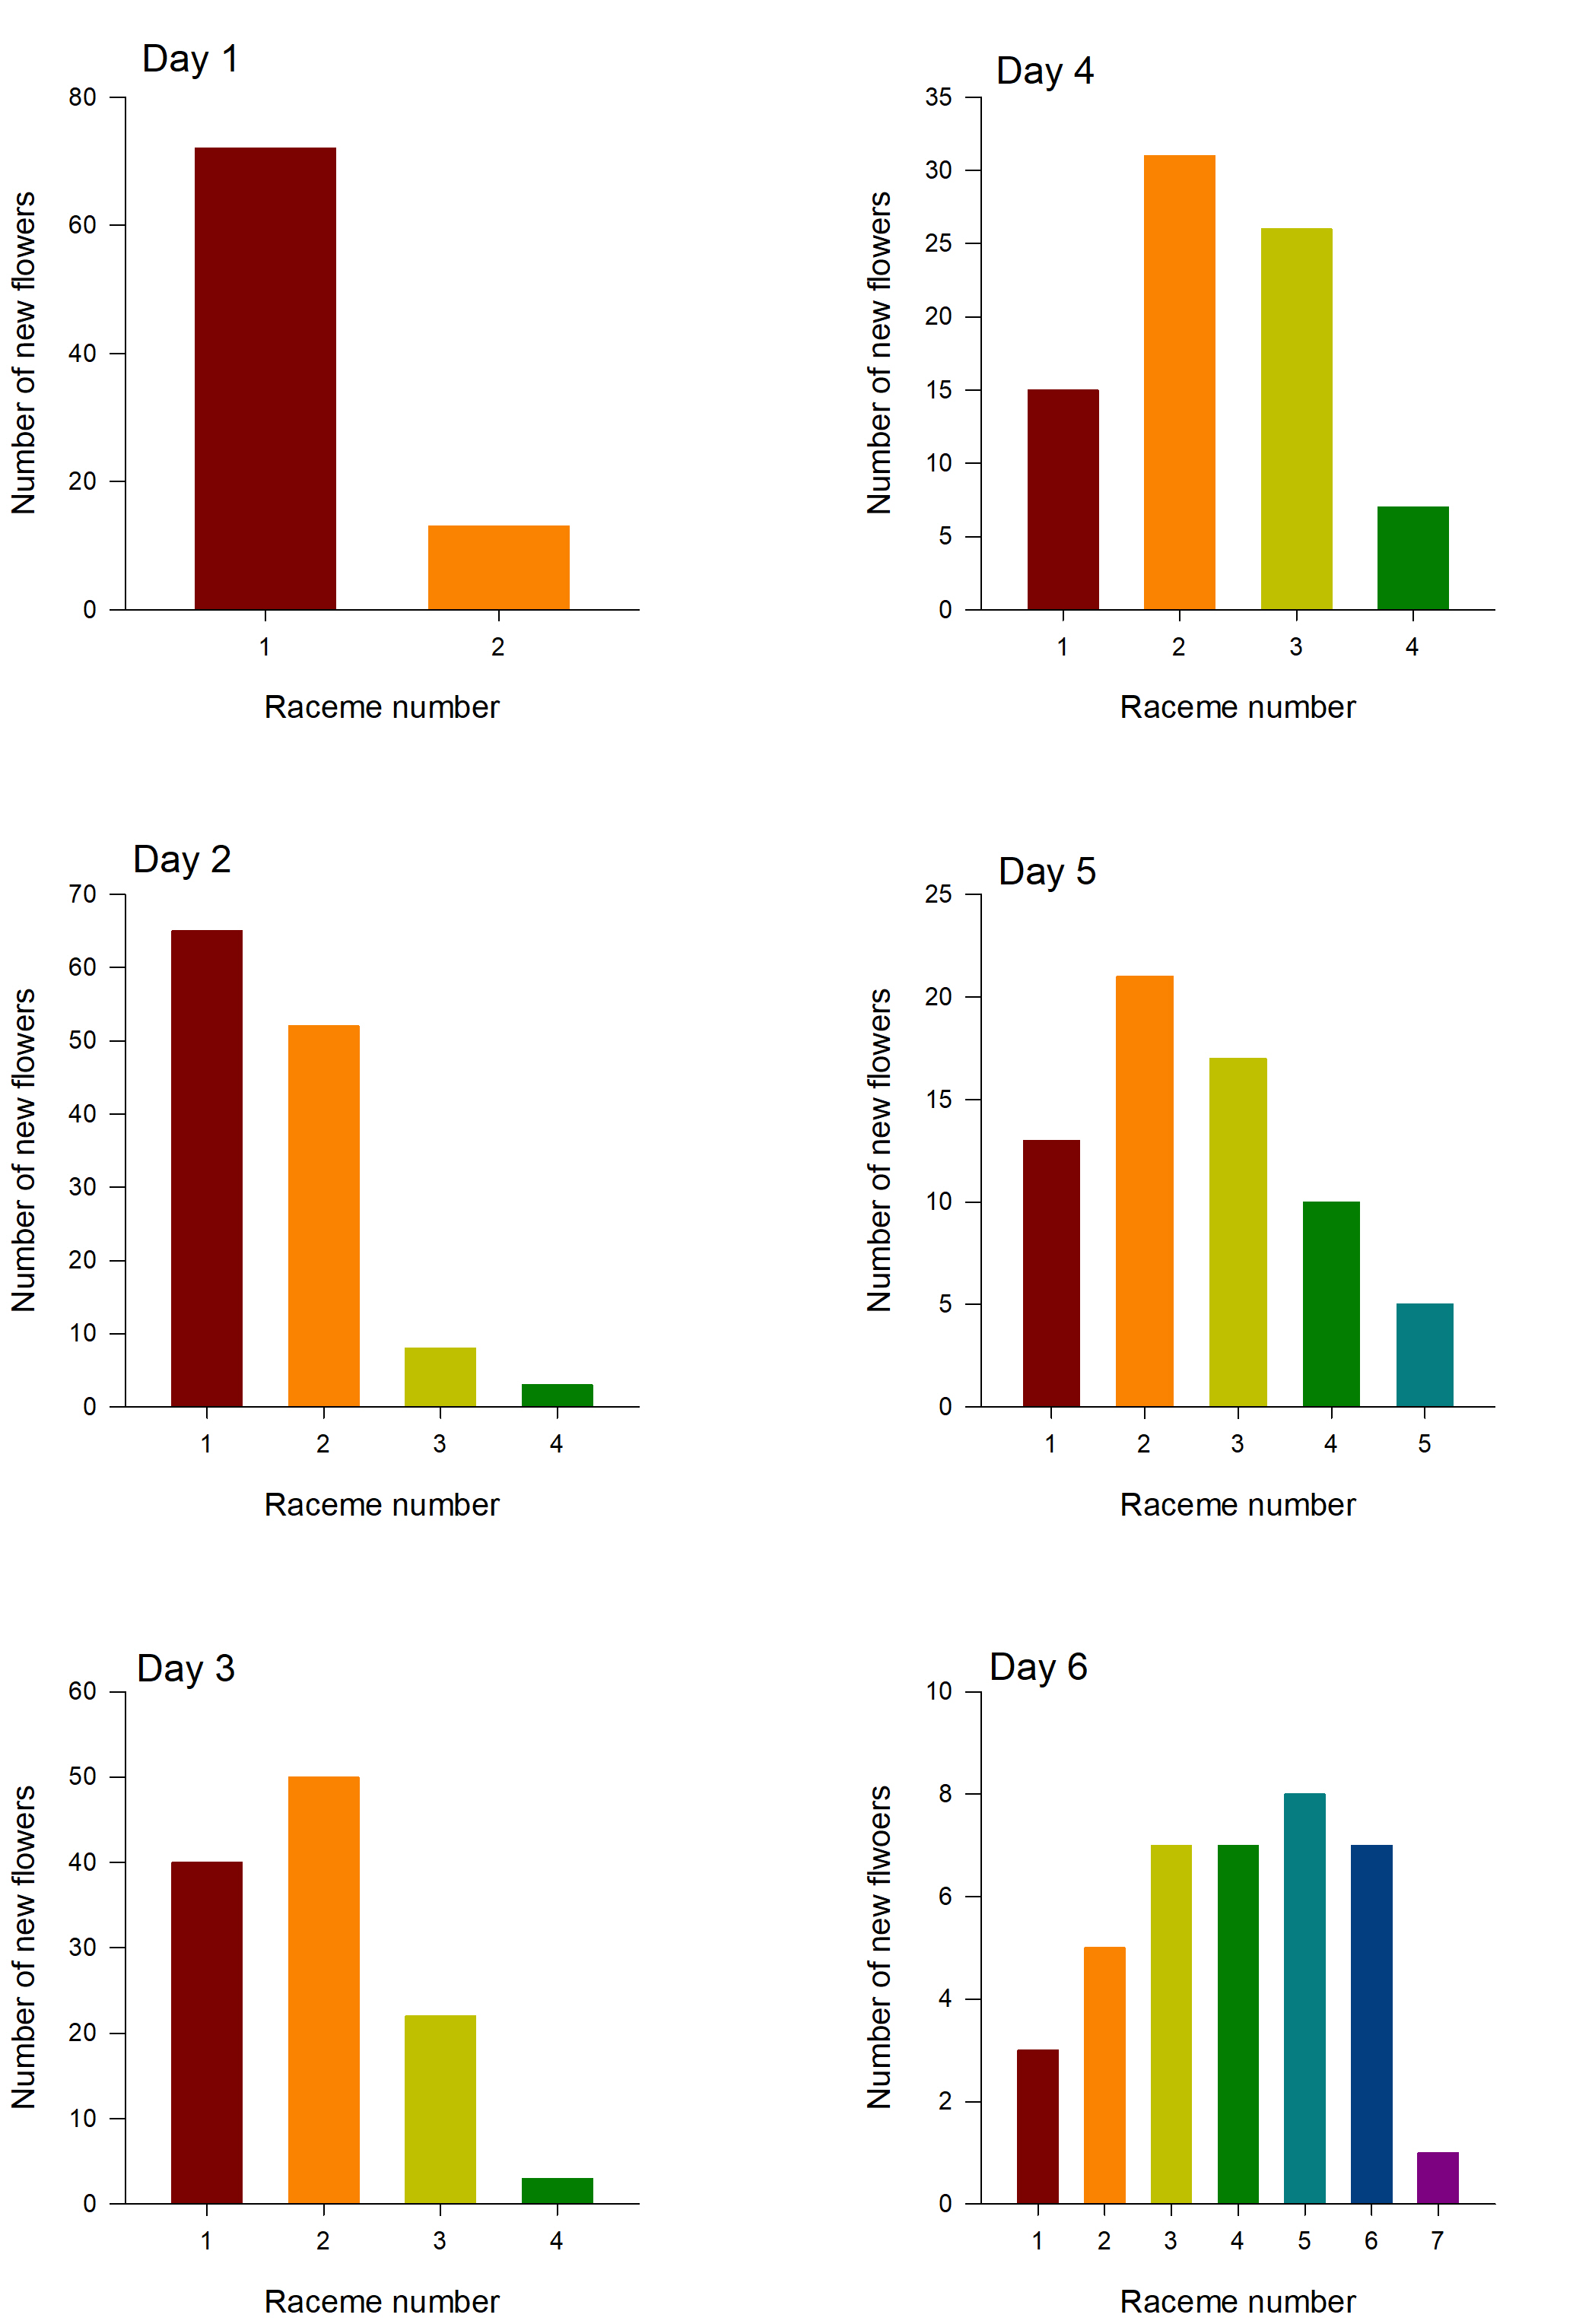 Day 1
80
60
40
20
0
Number of new flowers
1 2
Raceme number
Day 4
35
30
25
20
15
10
5
0
Number of new flowers
1 2 3 4
Raceme number
Day 2
70
60
50
40
30
20
10
0
Number of new flowers
1 2 3 4
Raceme number
Day 5
25
20
15
10
5
0
Number of new flowers
1 2 3 4 5
Raceme number
Day 3
60
50
40
30
20
10
0
Number of new flowers
1 2 3 4
Raceme number
Day 6
10
8
6
4
2
0
Number of new flwoers
1 2 3 4 5 6 7
Raceme number